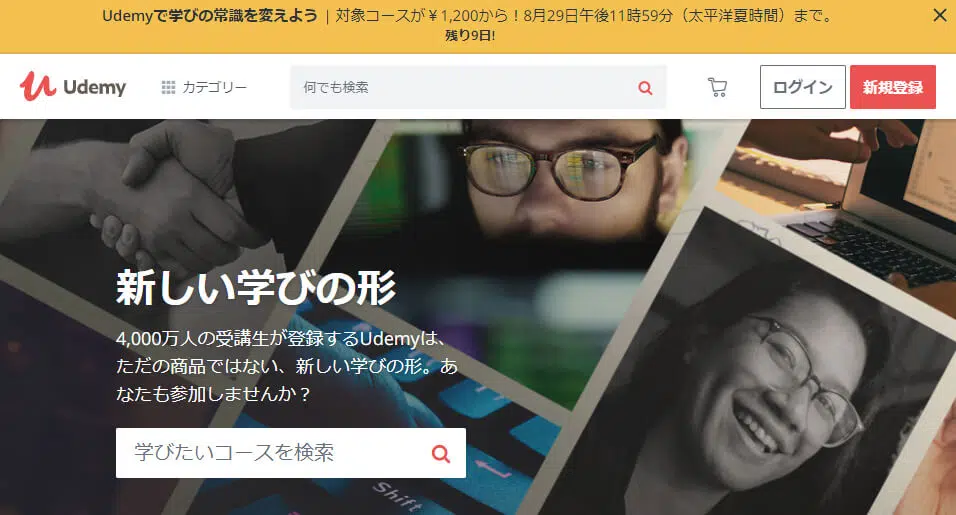 Udemyで学びの常識を変えよう | 対象コースが￥1,200から！8月29日午後11時59分（太平洋夏時間）まで。
残り9日!
Udemy
カテゴリー
何でも検索
ログイン
新規登録
新しい学びの形
4,000万人の受講生が登録するUdemyは、
ただの商品ではない、新しい学びの形。あ
なたも参加しませんか？
学びたいコースを検索
Shift